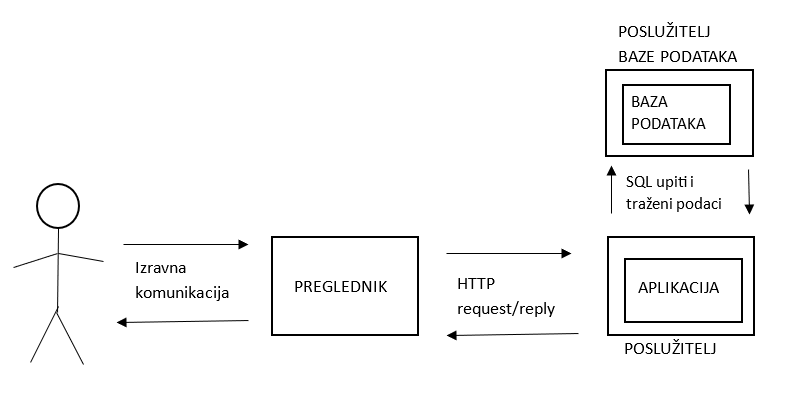 POSLUŽITELJ
BAZE PODATAKA
BAZA
PODATAKA
SQL upiti i
traženi podaci
Izravna
komunikacija
PREGLEDNIK
HTTP
request/reply
APLIKACIJA
POSLUŽITELJ